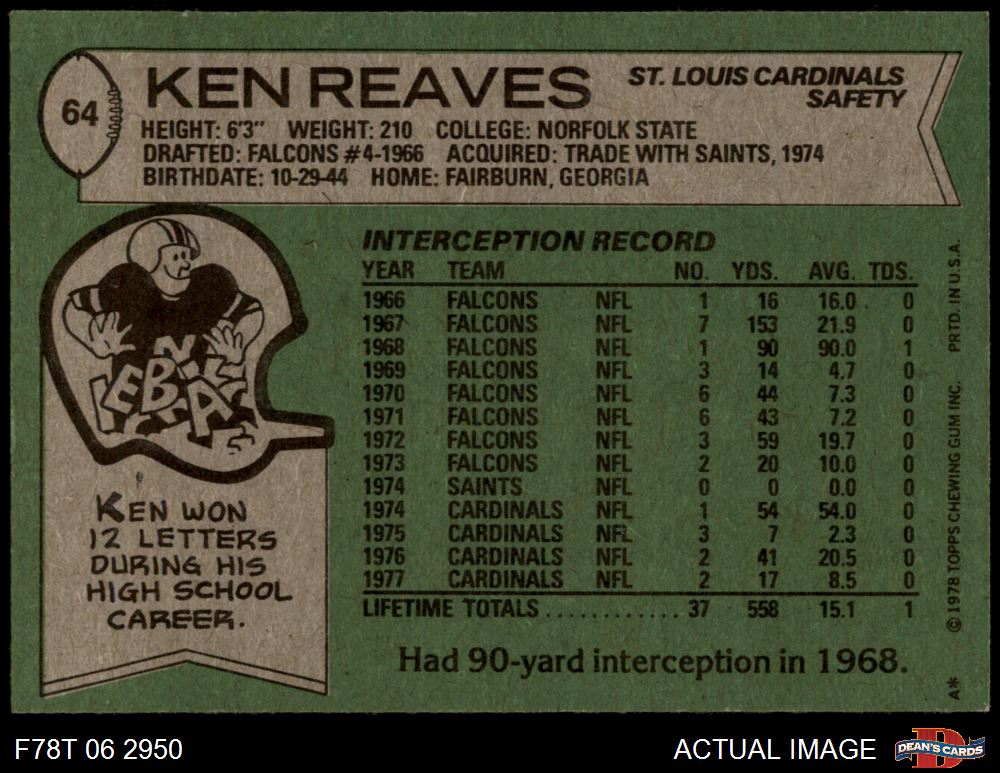 64
KEN REAVES
ST. LOUIS CARDINALS
SAFETY
HEIGHT: 6'3" WEIGHT: 210 COLLEGE: NORFOLK STATE
DRAFTED: FALCONS #4-1966 ACQUIRED: TRADE WITH SAINTS, 1974
BIRTHDATE: 10-29-44 HOME: FAIRBURN, GEORGIA
KEN WON
12 LETTERS
DURING HIS
HIGH SCHOOL
CAREER.
INTERCEPTION RECORD
YEAR TEAM NO. YDS. AVG. TDS.
1966 FALCONS NFL 1 16 16.0 0
1967 FALCONS NFL 7 153 21.9 0
1968 FALCONS NFL 1 90 90.0 1
1969 FALCONS NFL 3 14 4.7 0
1970 FALCONS NFL 6 44 7.3 0
1971 FALCONS NFL 6 43 7.2 0
1972 FALCONS NFL 3 59 19.7 0
1973 FALCONS NFL 2 20 10.0 0
1974 SAINTS NFL 0 0 0.0 0
1974 CARDINALS NFL 1 54 54.0 0
1975 CARDINALS NFL 3 7 2.3 0
1976 CARDINALS NFL 2 41 20.5 0
1977 CARDINALS NFL 2 17 8.5 0
LIFETIME TOTALS ............ 37 558 15.1 1
Had 90-yard interception in 1968.
A* ©1978 TOPPS CHEWING GUM INC. PRTD. IN U.S.A.
F78T 06 2950
ACTUAL IMAGE
D
DEAN'S CARDS